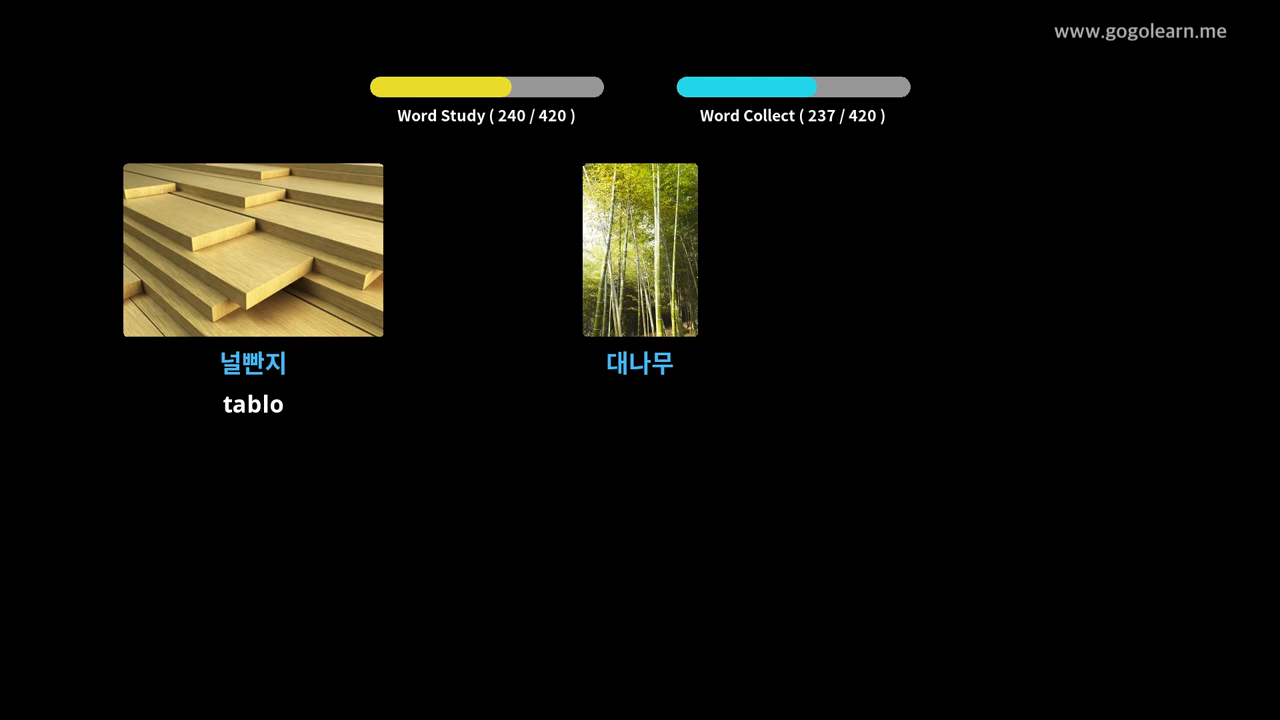 www.gogolearn.me
Word Study ( 240 / 420 )
Word Collect ( 237 / 420 )
널빤지
대나무
tablo